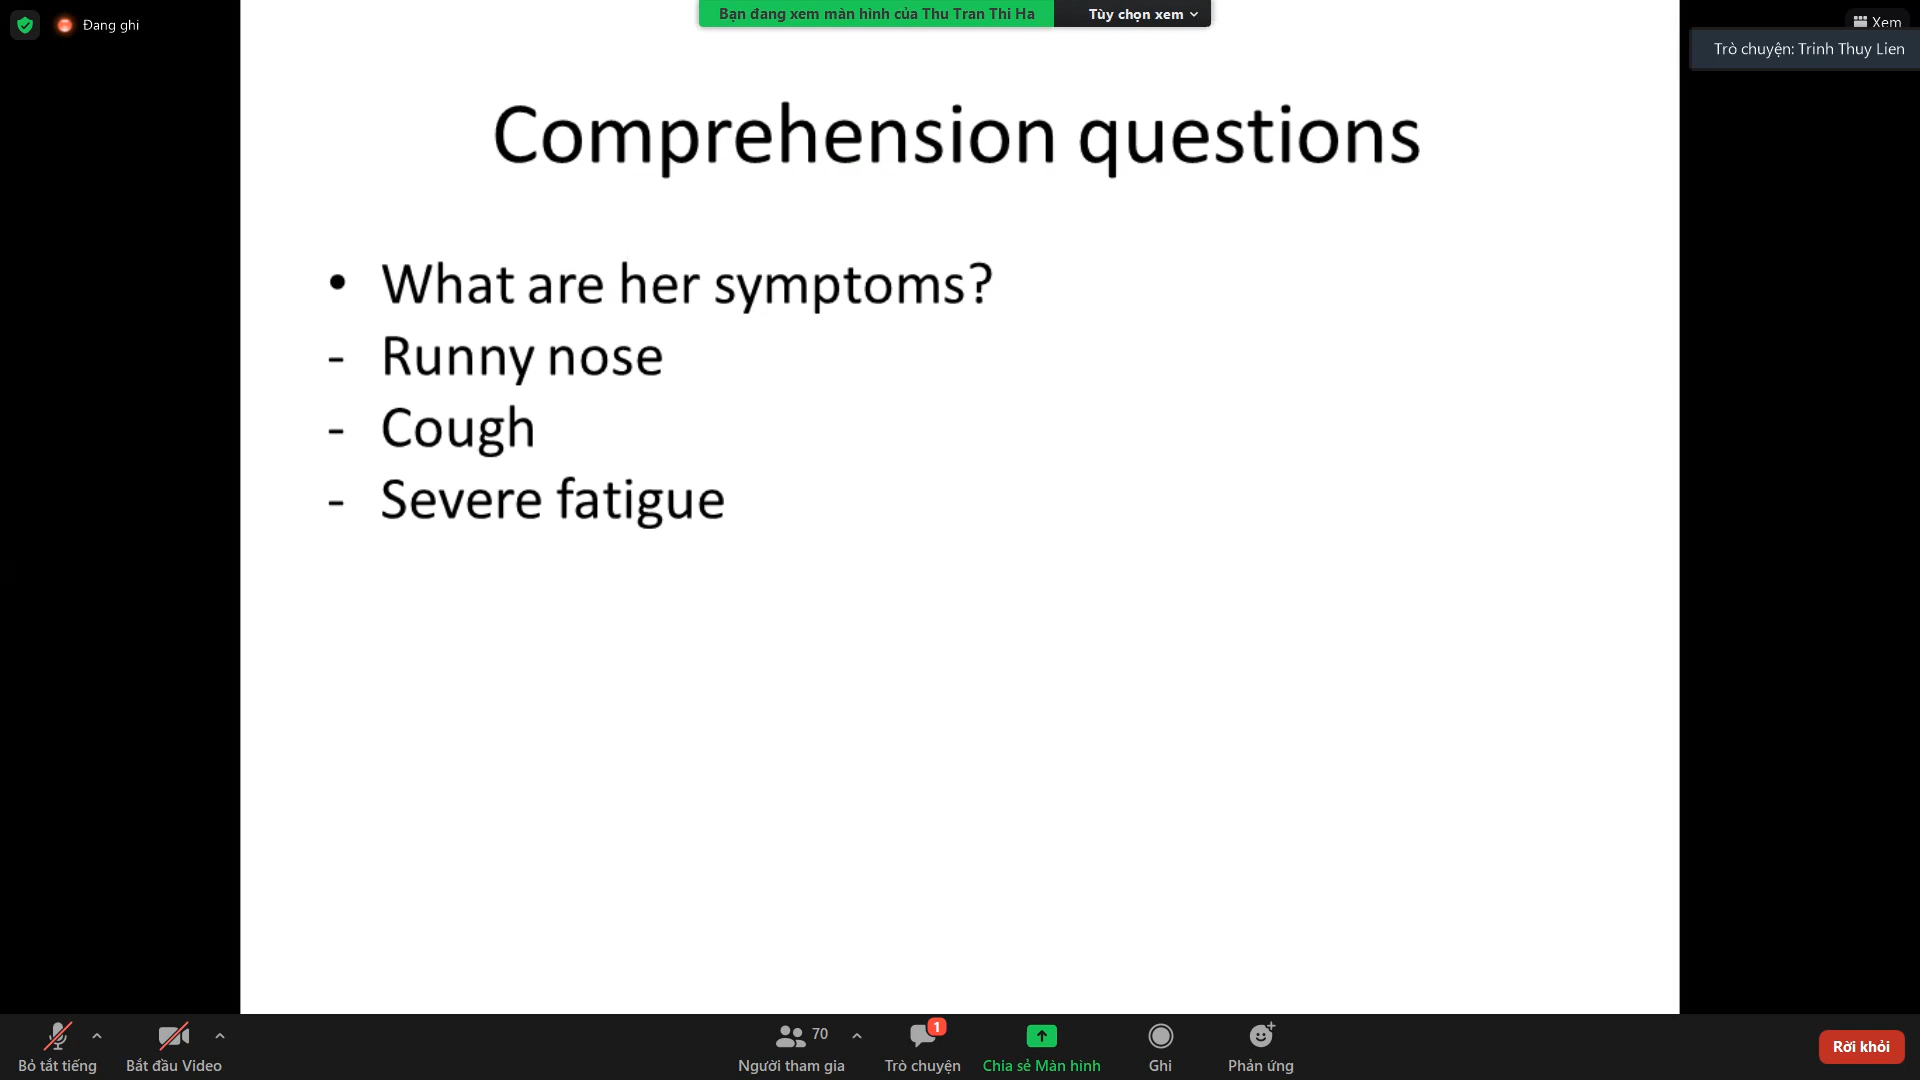 Đang ghi
Bạn đang xem màn hình của Thu Tran Thi Ha
Tùy chọn xem
Xem
Trò chuyện: Trinh Thuy Lien
Comprehension questions
• What are her symptoms?
- Runny nose
- Cough
- Severe fatigue
Bỏ tắt tiếng
Bắt đầu Video
70
Người tham gia
1
Trò chuyện
Chia sẻ Màn hình
Ghi
Phản ứng
Rời khỏi